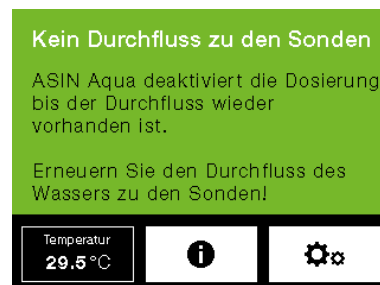 Kein Durchfluss zu den Sonden
ASIN Aqua deaktiviert die Dosierung
bis der Durchfluss wieder
vorhanden ist.
Erneuern Sie den Durchfluss des
Wassers zu den Sonden!
Temperatur
29.5°C